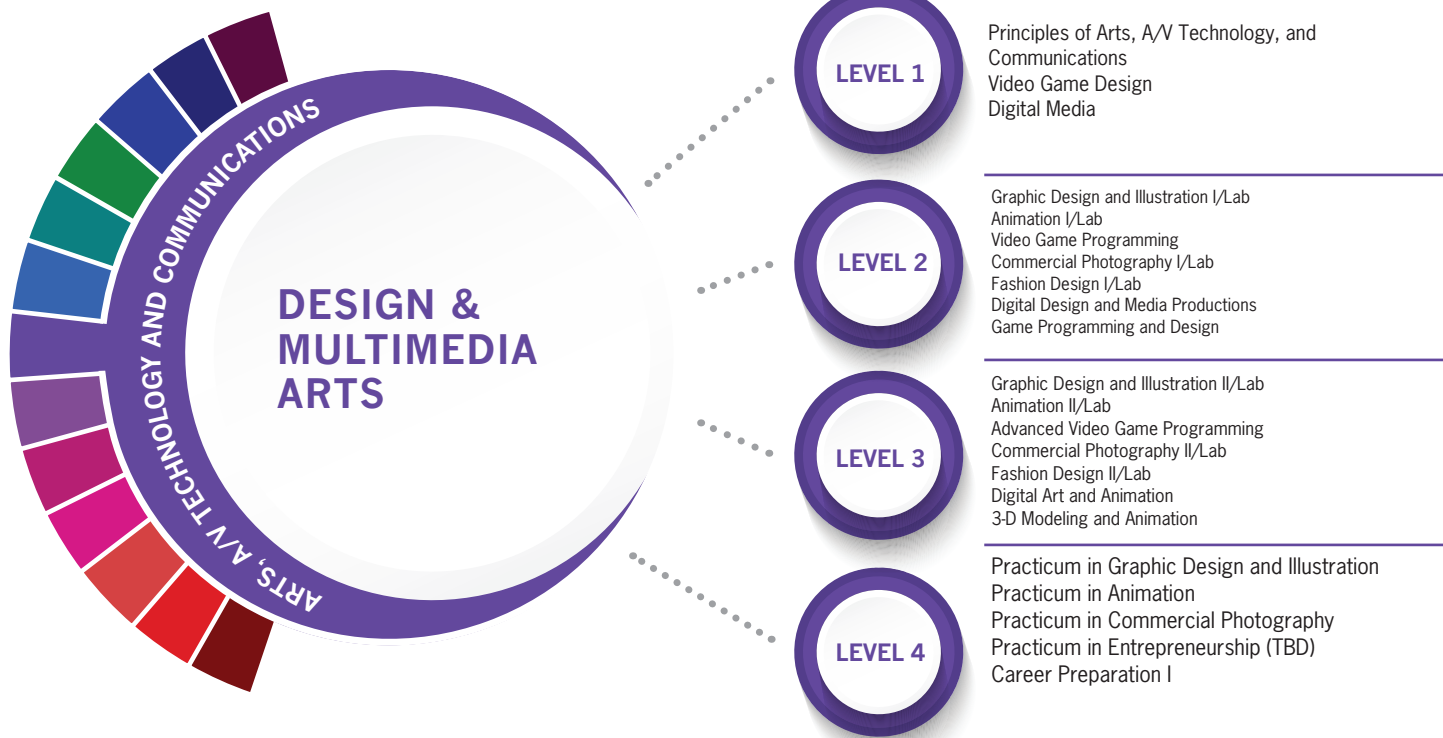 ARTS, A/V TECHNOLOGY AND COMMUNICATIONS
DESIGN &
MULTIMEDIA
ARTS
LEVEL 1
Principles of Arts, A/V Technology, and
Communications
Video Game Design
Digital Media
LEVEL 2
Graphic Design and Illustration I/Lab
Animation I/Lab
Video Game Programming
Commercial Photography I/Lab
Fashion Design I/Lab
Digital Design and Media Productions
Game Programming and Design
LEVEL 3
Graphic Design and Illustration II/Lab
Animation II/Lab
Advanced Video Game Programming
Commercial Photography II/Lab
Fashion Design II/Lab
Digital Art and Animation
3-D Modeling and Animation
LEVEL 4
Practicum in Graphic Design and Illustration
Practicum in Animation
Practicum in Commercial Photography
Practicum in Entrepreneurship (TBD)
Career Preparation I